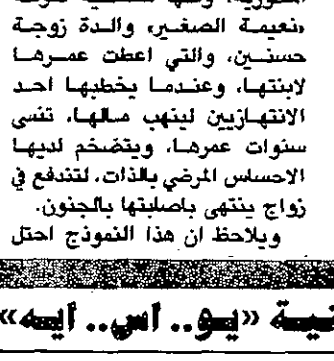 «نعيمة الصغير» والدة زوجة
حسنين، والتي اعطت عمرها
لابنتها، وعندما يخطبها احد
الانتهازيين لينهب مالها، تنسى
سنوات عمرها، ويتضخم لديها
الاحساس المرضي بالذات، لتندفع في
زواج ينتهى باصابتها بالجنون.
ويلاحظ ان هذا النموذج احتل
«يو.. اس.. ايه»